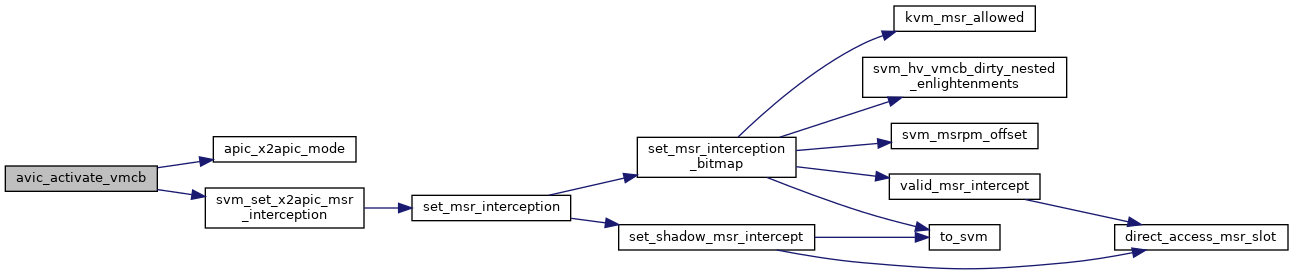 kvm_msr_allowed
svm_hv_vmcb_dirty_nested
_enlightenments
svm_msrpm_offset
apic_x2apic_mode
set_msr_interception
_bitmap
avic_activate_vmcb
valid_msr_intercept
svm_set_x2apic_msr
_interception
set_msr_interception
set_shadow_msr_intercept
to_svm
direct_access_msr_slot